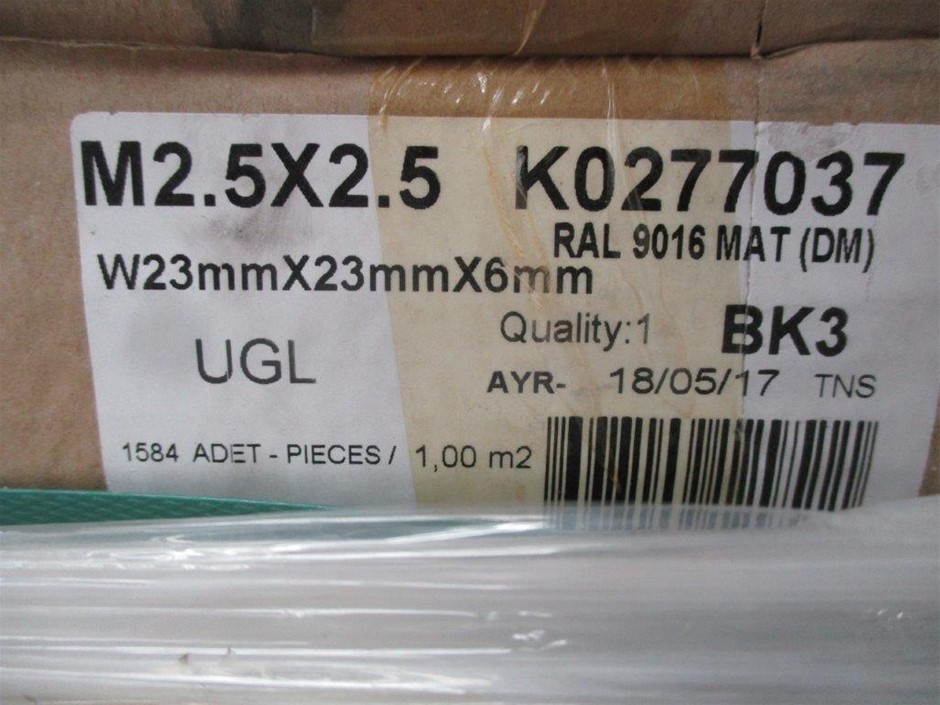 M2.5X2.5 K0277037
RAL 9016 MAT (DM)
W23mmX23mmX6mm
Quality:1 BK3
UGL
AYR- 18/05/17 TNS
1584 ADET - PIECES / 1,00 m2